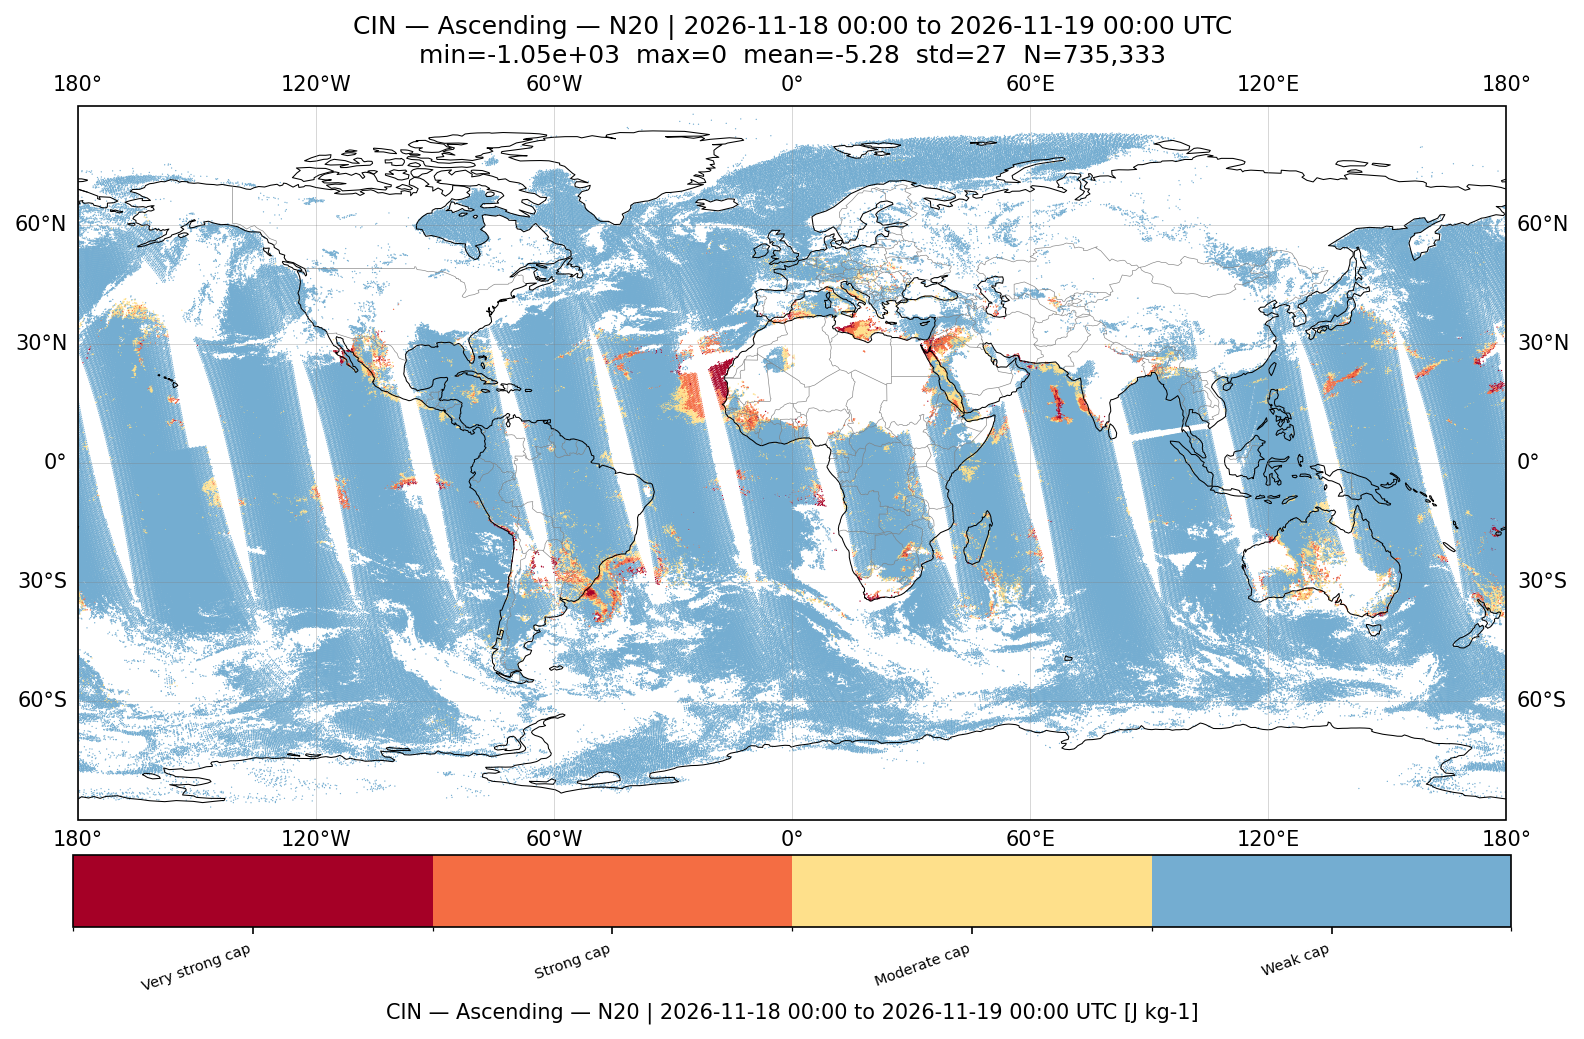 CIN — Ascending — N20 | 2026-11-18 00:00 to 2026-11-19 00:00 UTC
min=-1.05e+03  max=0  mean=-5.28  std=27  N=735,333
180° 120°W 60°W 0° 60°E 120°E 180°
60°N 60°N
30°N 30°N
0° 0°
30°S 30°S
60°S 60°S
180° 120°W 60°W 0° 60°E 120°E 180°
Very strong cap Strong cap Moderate cap Weak cap
CIN — Ascending — N20 | 2026-11-18 00:00 to 2026-11-19 00:00 UTC [J kg-1]